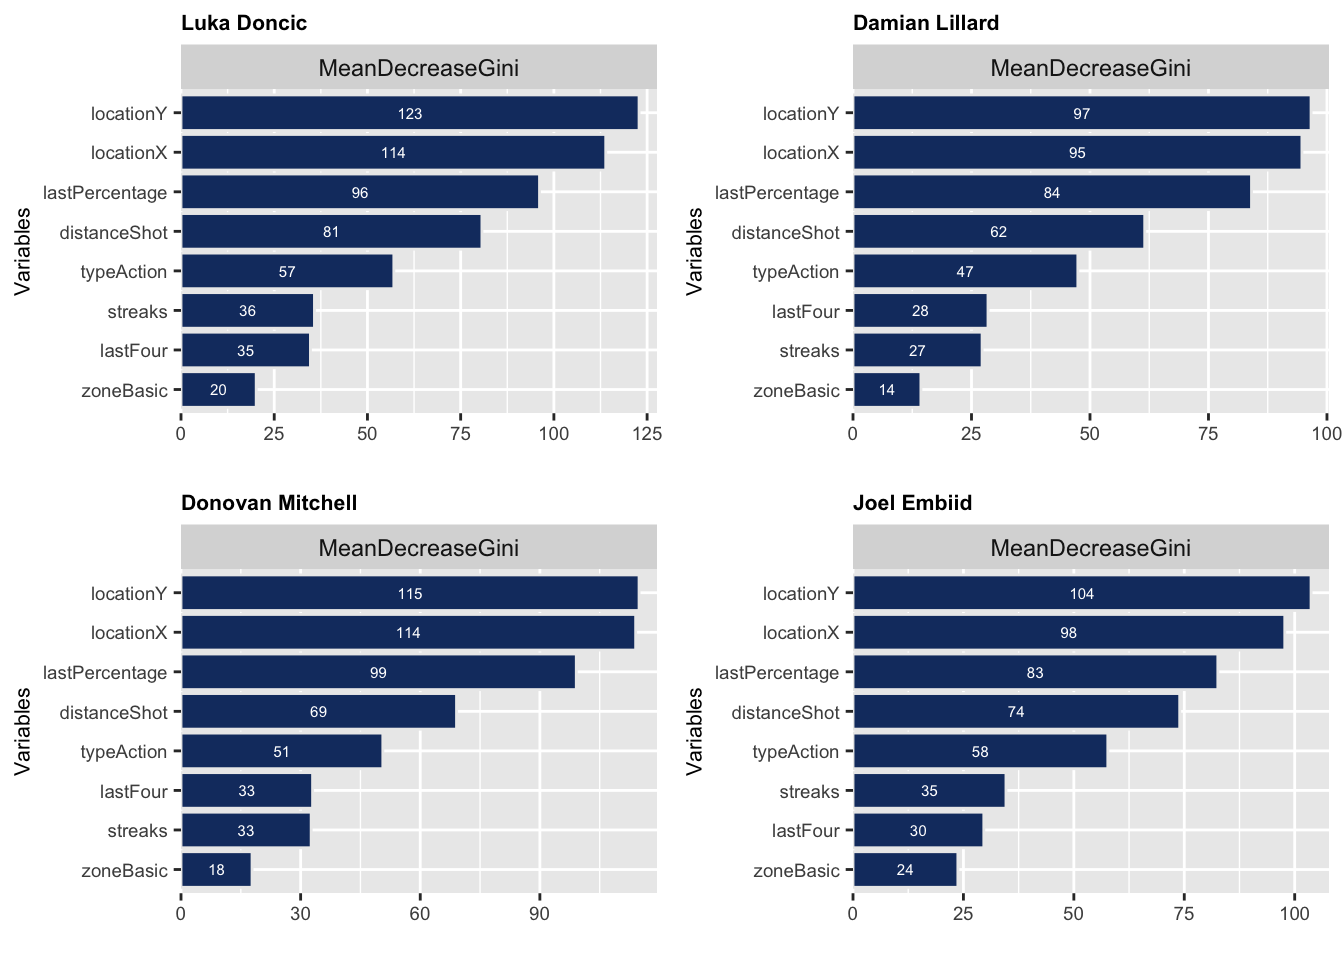 Luka Doncic
MeanDecreaseGini
Variables
locationY 123
locationX 114
lastPercentage 96
distanceShot 81
typeAction 57
streaks 36
lastFour 35
zoneBasic 20
0 25 50 75 100 125
Damian Lillard
MeanDecreaseGini
Variables
locationY 97
locationX 95
lastPercentage 84
distanceShot 62
typeAction 47
lastFour 28
streaks 27
zoneBasic 14
0 25 50 75 100
Donovan Mitchell
MeanDecreaseGini
Variables
locationY 115
locationX 114
lastPercentage 99
distanceShot 69
typeAction 51
lastFour 33
streaks 33
zoneBasic 18
0 30 60 90
Joel Embiid
MeanDecreaseGini
Variables
locationY 104
locationX 98
lastPercentage 83
distanceShot 74
typeAction 58
streaks 35
lastFour 30
zoneBasic 24
0 25 50 75 100